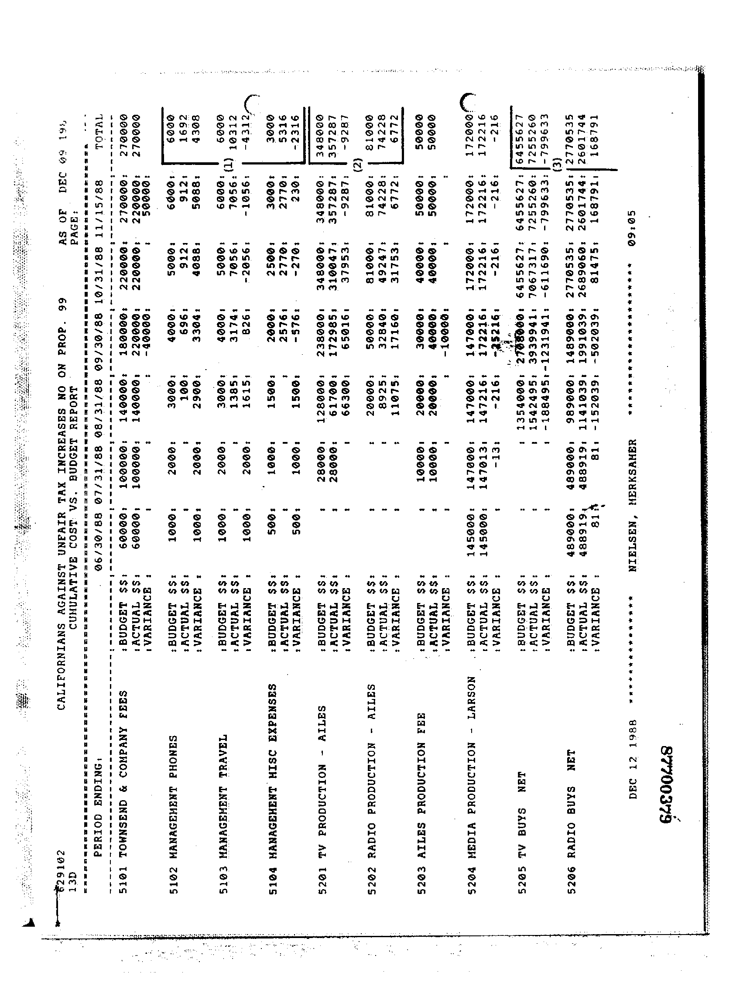 629102 CALIFORNIANS AGAINST UNFAIR TAX INCREASES NO ON PROP. 99 AS OF DEC 09 198
13D CUMULATIVE COST VS. BUDGET REPORT PAGE:
PERIOD ENDING: 06/30/88 07/31/88 08/31/88 09/30/88 10/31/88 11/15/88 TOTAL
5101 TOWNSEND & COMPANY FEES :BUDGET $$: 60000: 100000: 140000: 180000: 220000: 270000: 270000
:ACTUAL $$: 60000: 100000: 140000: 220000: 220000: 220000: 270000
:VARIANCE : : : : -40000: : 50000:
5102 MANAGEMENT PHONES :BUDGET $$: 1000: 2000: 3000: 4000: 5000: 6000: 6000
:ACTUAL $$: : : 100: 696: 912: 912: 1692
:VARIANCE : 1000: 2000: 2900: 3304: 4088: 5088: 4308
5103 MANAGEMENT TRAVEL :BUDGET $$: 1000: 2000: 3000: 4000: 5000: 6000: 6000
:ACTUAL $$: : : 1385: 3174: 7056: 7056: (1) 10312
:VARIANCE : 1000: 2000: 1615: 826: -2056: -1056: -4312
5104 MANAGEMENT MISC EXPENSES :BUDGET $$: 500: 1000: 1500: 2000: 2500: 3000: 3000
:ACTUAL $$: : : : 2576: 2770: 2770: 5316
:VARIANCE : 500: 1000: 1500: -576: -270: 230: -2316
5201 TV PRODUCTION - AILES :BUDGET $$: : 28000: 128000: 238000: 348000: 348000: 348000
:ACTUAL $$: : 28000: 61700: 172985: 310047: 357287: 357287
:VARIANCE : : : 66300: 65016: 37953: -9287: -9287
(2)
5202 RADIO PRODUCTION - AILES :BUDGET $$: : : 20000: 50000: 81000: 81000: 81000
:ACTUAL $$: : : 8925: 32840: 49247: 74228: 74228
:VARIANCE : : : 11075: 17160: 31753: 6772: 6772
5203 AILES PRODUCTION FEE :BUDGET $$: : 10000: 20000: 30000: 40000: 50000: 50000
:ACTUAL $$: : 10000: 20000: 40000: 40000: 50000: 50000
:VARIANCE : : : : -10000: : :
5204 MEDIA PRODUCTION - LARSON :BUDGET $$: 145000: 147000: 147000: 147000: 172000: 172000: 172000
:ACTUAL $$: 145000: 147013: 147216: 172216: 172216: 172216: 172216
:VARIANCE : : -13: -216: -25216: -216: -216: -216
5205 TV BUYS NET :BUDGET $$: : : 1354000: 2708000: 6455627: 6455627: 6455627
:ACTUAL $$: : : 1542495: 3939941: 7067317: 7255260: 7255260
:VARIANCE : : : -188495: -1231941: -611690: -799633: -799633
(3)
5206 RADIO BUYS NET :BUDGET $$: 489000: 489000: 989000: 1489000: 2770535: 2770535: 2770535
:ACTUAL $$: 488919: 488919: 1141039: 1991039: 2689060: 2601744: 2601744
:VARIANCE : 81: 81: -152039: -502039: 81475: 168791: 168791
DEC 12 1988 *************** NIELSEN, MERKSAMER *************** 09:05
87700379